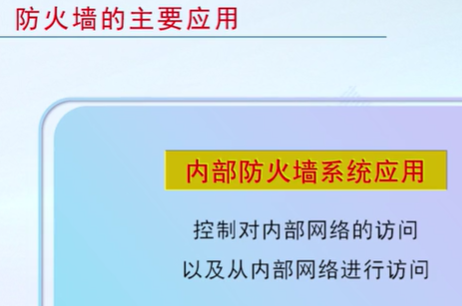 防火墙的主要应用
内部防火墙系统应用
控制对内部网络的访问
以及从内部网络进行访问